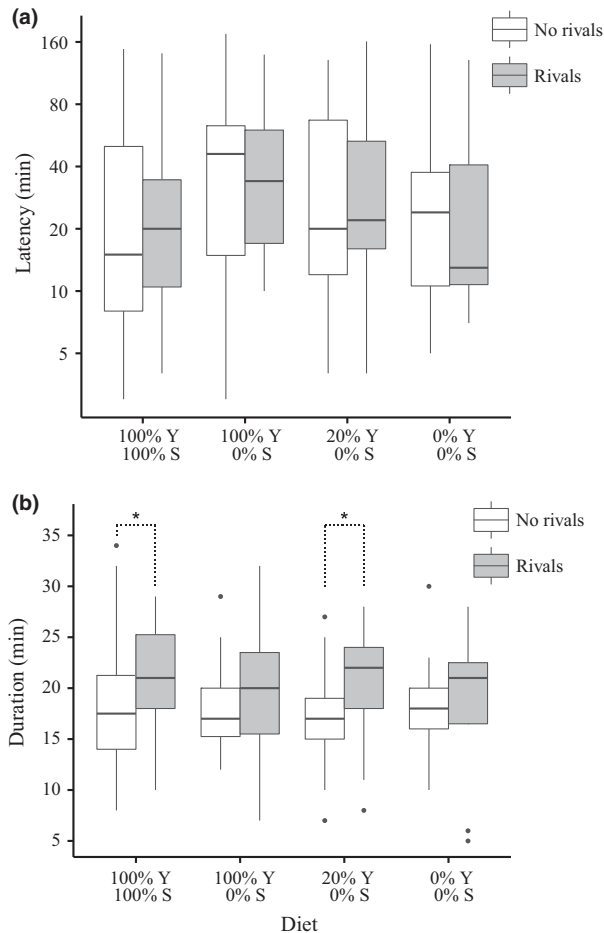 (a)
160
80
40
20
10
5
Latency (min)
No rivals
Rivals
100% Y 100% Y 20% Y 0% Y
100% S 0% S 0% S 0% S
(b)
* *
35
30
25
20
15
10
5
Duration (min)
No rivals
Rivals
100% Y 100% Y 20% Y 0% Y
100% S 0% S 0% S 0% S
Diet